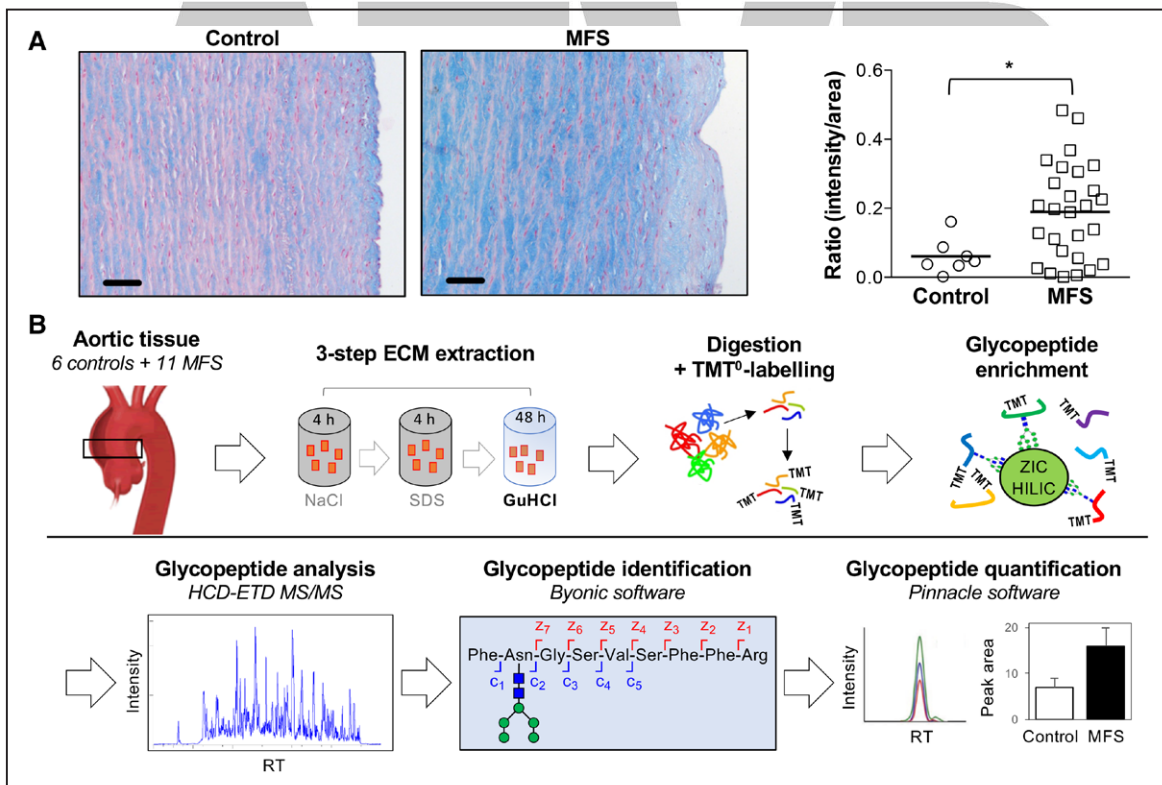 A
Control
MFS
*
Ratio (intensity/area)
0.6
0.4
0.2
0.0
Control
MFS
B
Aortic tissue
6 controls + 11 MFS
3-step ECM extraction
4 h
4 h
48 h
NaCl
SDS
GuHCl
Digestion
+ TMT⁰-labelling
TMT
TMT
TMT
TMT
Glycopeptide
enrichment
TMT
TMT
TMT
TMT
TMT
TMT
ZIC
HILIC
Glycopeptide analysis
HCD-ETD MS/MS
Intensity
RT
Glycopeptide identification
Byonic software
z7 z6 z5 z4 z3 z2 z1
Phe-Asn-Gly-Ser-Val-Ser-Phe-Phe-Arg
c1 c2 c3 c4 c5
Glycopeptide quantification
Pinnacle software
Intensity
RT
Peak area
20
10
0
Control MFS